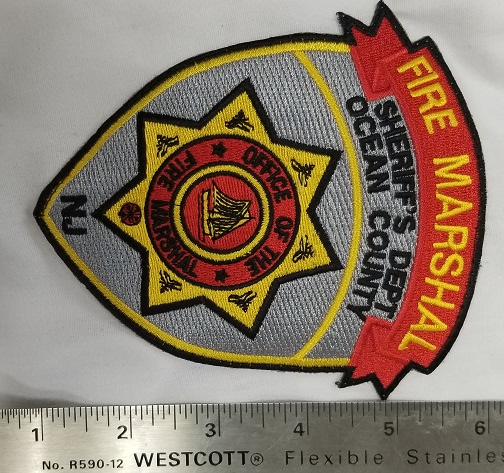 FIRE MARSHAL
SHERIFF'S DEPT
OCEAN COUNTY
OFFICE OF THE
FIRE MARSHAL
NJ
1 2 3 4 5 6
No. R590-12 WESTCOTT® Flexible Stainles